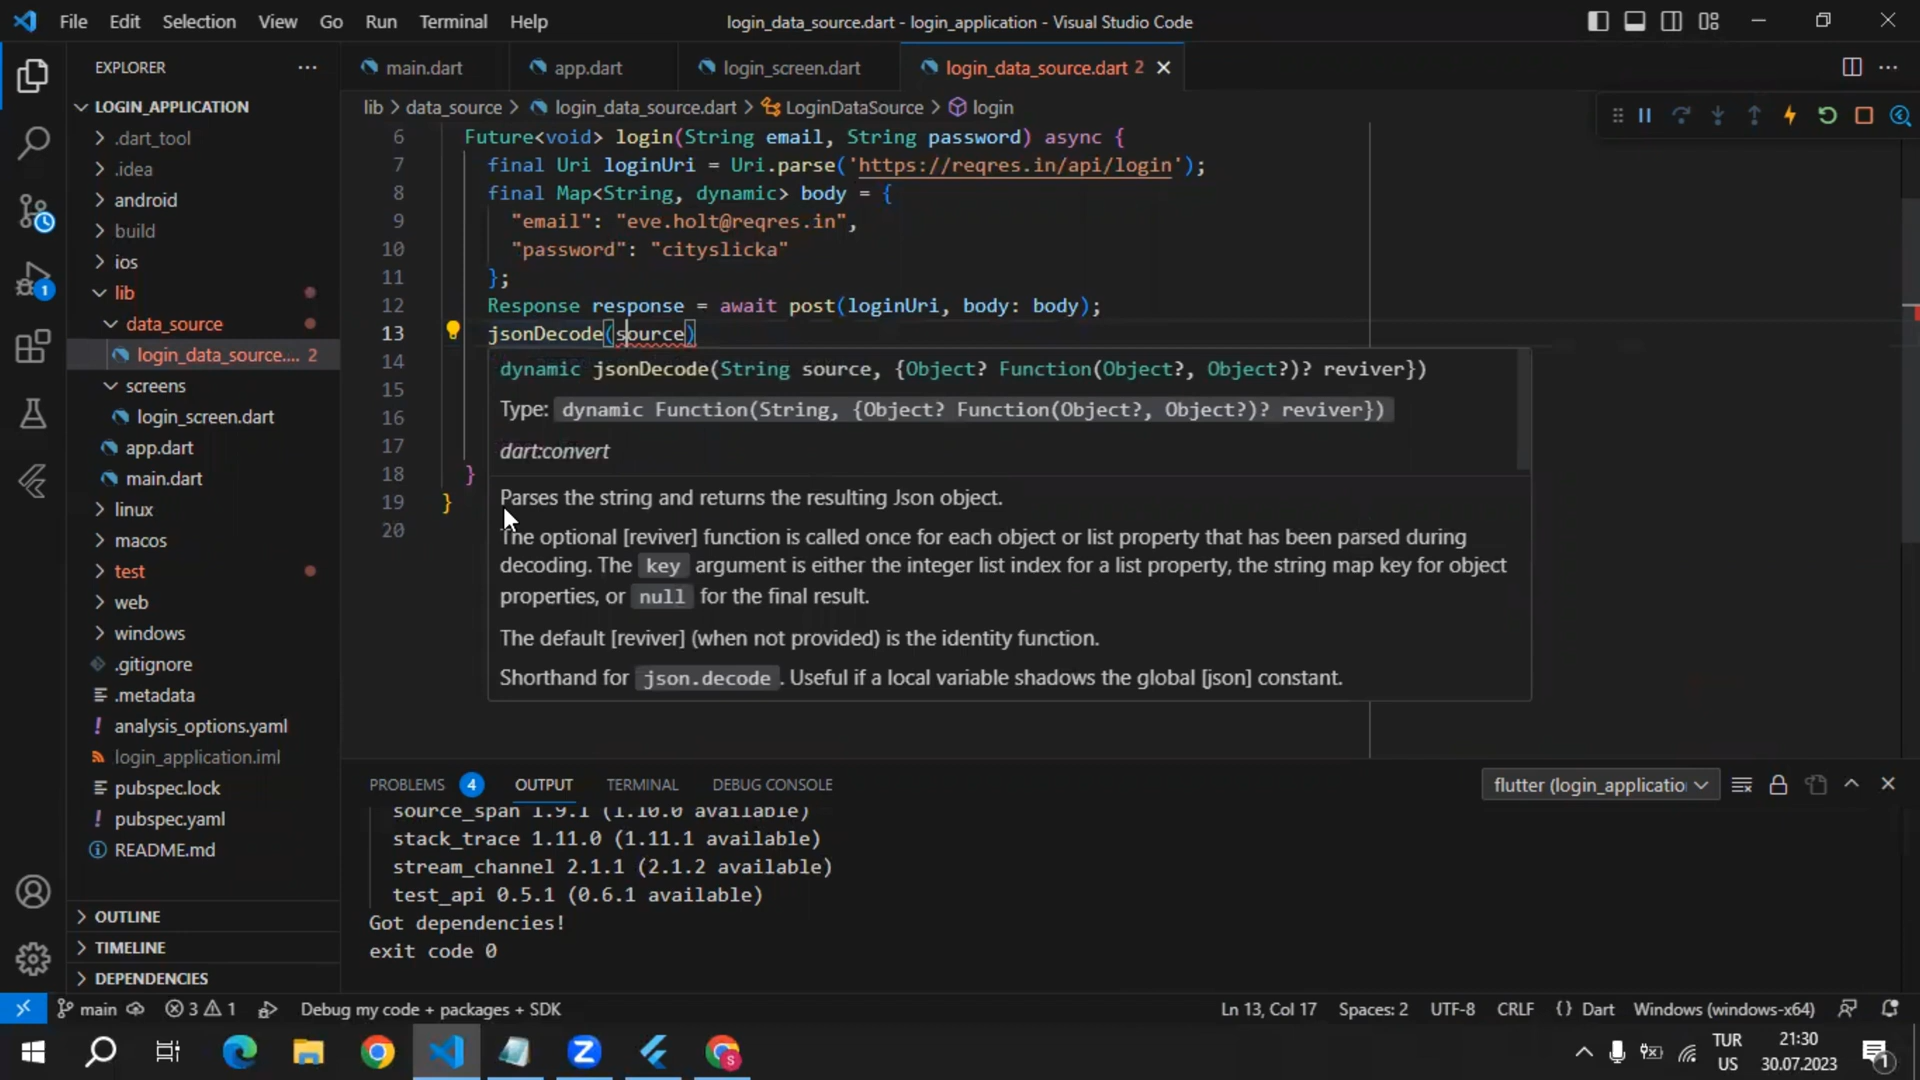 File Edit Selection View Go Run Terminal Help login_data_source.dart - login_application - Visual Studio Code
EXPLORER ...
main.dart app.dart login_screen.dart login_data_source.dart 2
LOGIN_APPLICATION
.dart_tool
.idea
android
build
ios
lib
data_source
login_data_source.... 2
screens
login_screen.dart
app.dart
main.dart
linux
macos
test
web
windows
.gitignore
.metadata
analysis_options.yaml
login_application.iml
pubspec.lock
pubspec.yaml
README.md
OUTLINE
TIMELINE
DEPENDENCIES
1
lib > data_source > login_data_source.dart > LoginDataSource > login
6 Future<void> login(String email, String password) async {
7 final Uri loginUri = Uri.parse('https://reqres.in/api/login');
8 final Map<String, dynamic> body = {
9 "email": "eve.holt@reqres.in",
10 "password": "cityslicka"
11 };
12 Response response = await post(loginUri, body: body);
13 jsonDecode(source)
14
15
16
17
18 }
19 }
20
dynamic jsonDecode(String source, {Object? Function(Object?, Object?)? reviver})
Type: dynamic Function(String, {Object? Function(Object?, Object?)? reviver})
dart:convert
Parses the string and returns the resulting Json object.
The optional [reviver] function is called once for each object or list property that has been parsed during
decoding. The key argument is either the integer list index for a list property, the string map key for object
properties, or null for the final result.
The default [reviver] (when not provided) is the identity function.
Shorthand for json.decode . Useful if a local variable shadows the global [json] constant.
PROBLEMS 4 OUTPUT TERMINAL DEBUG CONSOLE flutter (login_applicatio
source_span 1.9.1 (1.10.0 available)
stack_trace 1.11.0 (1.11.1 available)
stream_channel 2.1.1 (2.1.2 available)
test_api 0.5.1 (0.6.1 available)
Got dependencies!
exit code 0
main 3 1 Debug my code + packages + SDK Ln 13, Col 17 Spaces: 2 UTF-8 CRLF {} Dart Windows (windows-x64)
TUR
US
21:30
30.07.2023
1